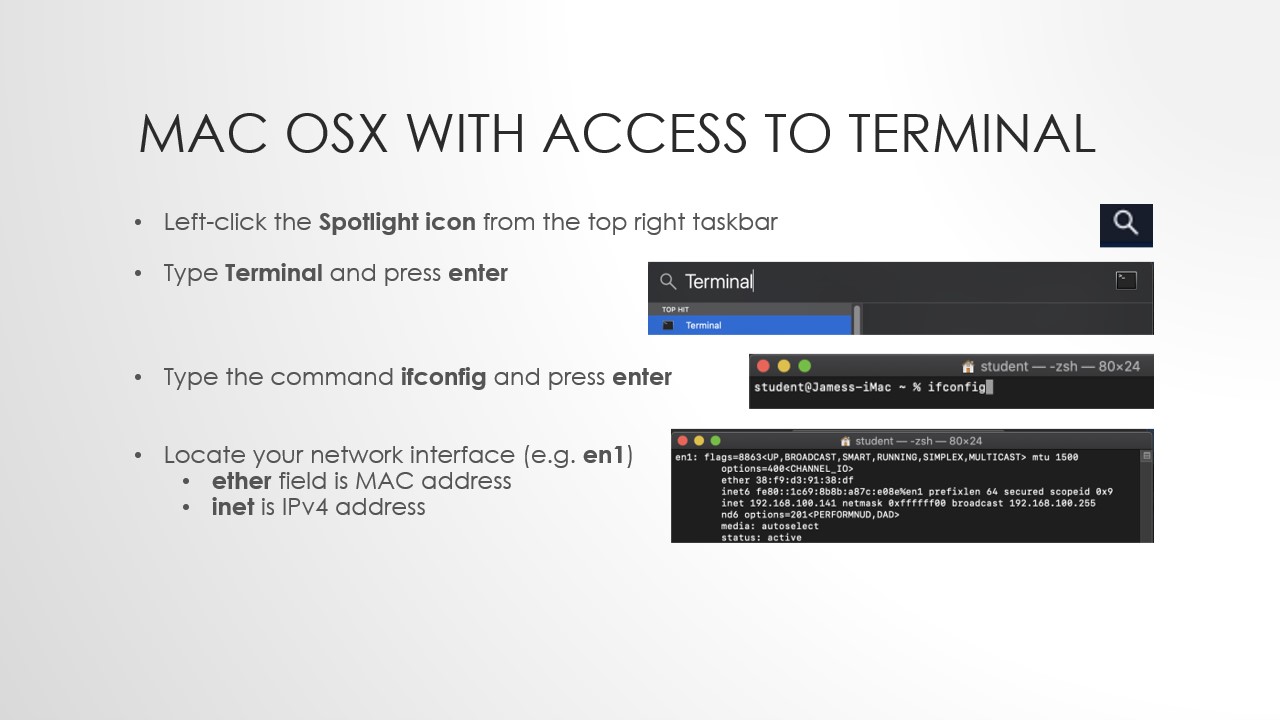 MAC OSX WITH ACCESS TO TERMINAL
• Left-click the Spotlight icon from the top right taskbar
• Type Terminal and press enter
Terminal
TOP HIT
Terminal
• Type the command ifconfig and press enter
student — -zsh — 80×24
student@Jamess-iMac ~ % ifconfig
• Locate your network interface (e.g. en1)
• ether field is MAC address
• inet is IPv4 address
student — -zsh — 80×24
en1: flags=8863<UP,BROADCAST,SMART,RUNNING,SIMPLEX,MULTICAST> mtu 1500
options=400<CHANNEL_IO>
ether 38:f9:d3:91:38:df
inet6 fe80::1c69:8b8b:a87c:e08e%en1 prefixlen 64 secured scopeid 0x9
inet 192.168.100.141 netmask 0xffffff00 broadcast 192.168.100.255
nd6 options=201<PERFORMNUD,DAD>
media: autoselect
status: active